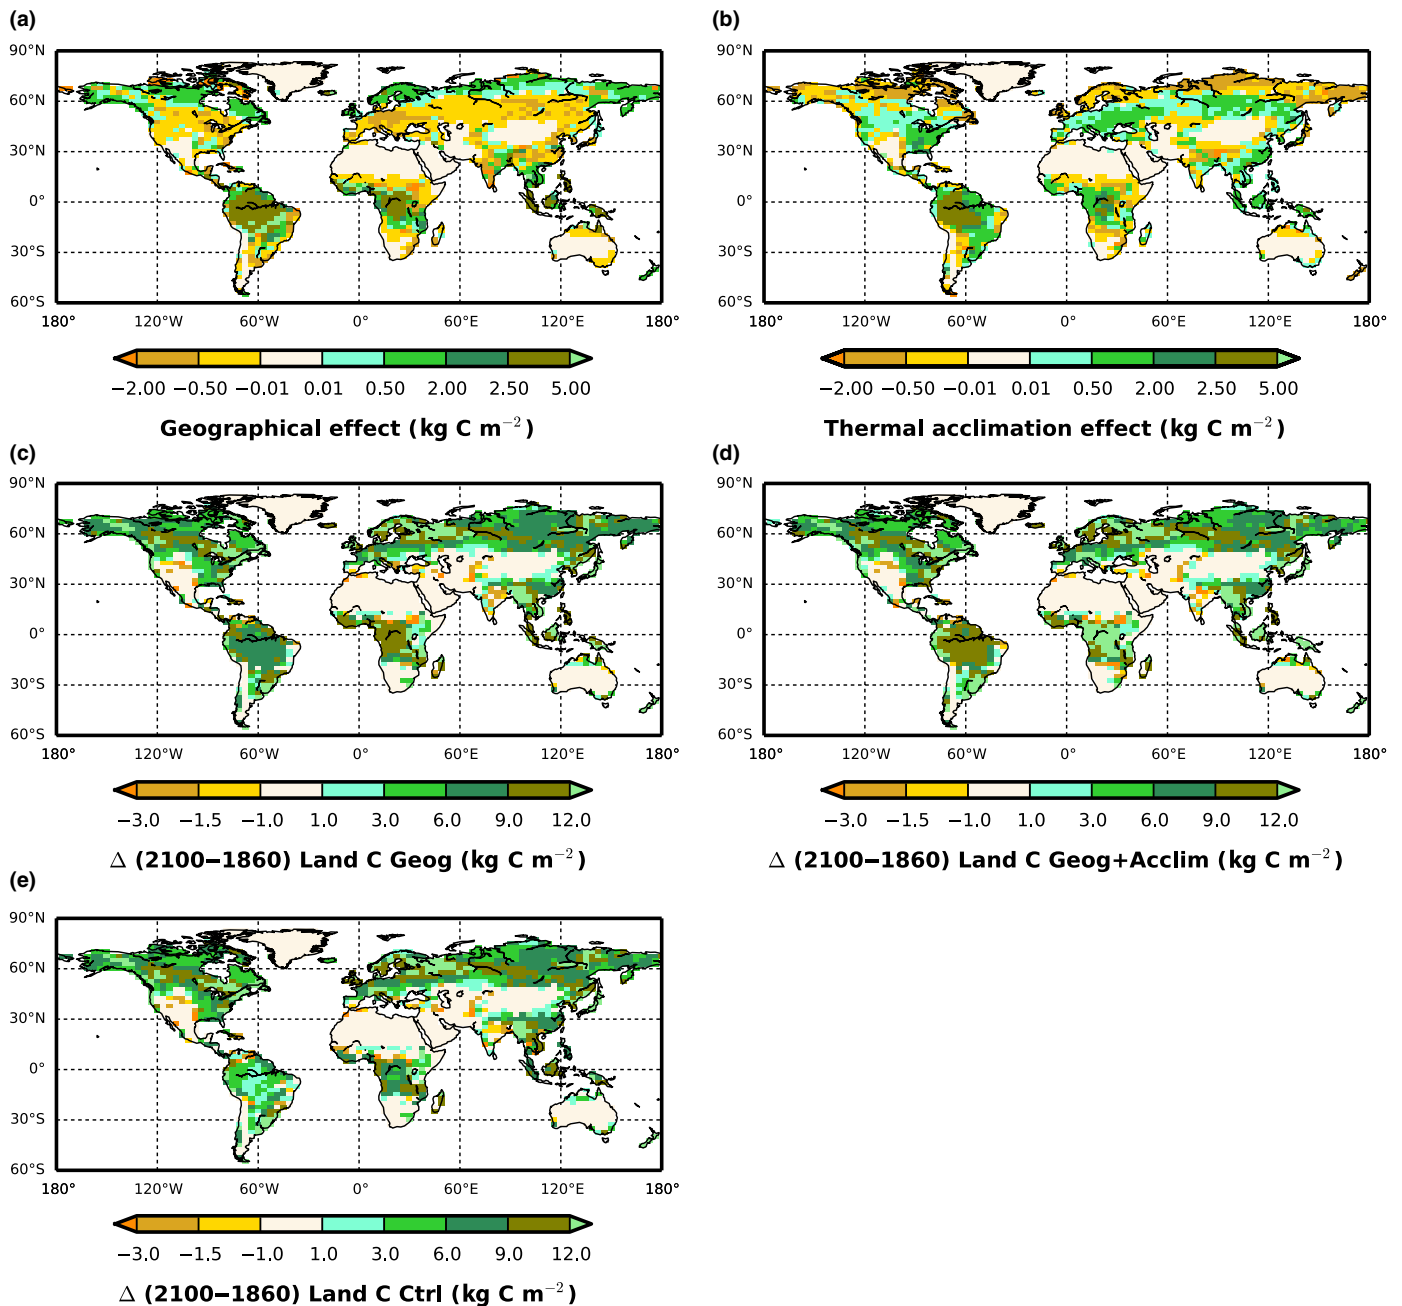 (a)
90°N
60°N
30°N
0°
30°S
60°S
180° 120°W 60°W 0° 60°E 120°E 180°
−2.00 −0.50 −0.01 0.01 0.50 2.00 2.50 5.00
Geographical effect (kg C m−2)
(b)
90°N
60°N
30°N
0°
30°S
60°S
180° 120°W 60°W 0° 60°E 120°E 180°
−2.00 −0.50 −0.01 0.01 0.50 2.00 2.50 5.00
Thermal acclimation effect (kg C m−2)
(c)
90°N
60°N
30°N
0°
30°S
60°S
180° 120°W 60°W 0° 60°E 120°E 180°
−3.0 −1.5 −1.0 1.0 3.0 6.0 9.0 12.0
Δ (2100−1860) Land C Geog (kg C m−2)
(d)
90°N
60°N
30°N
0°
30°S
60°S
180° 120°W 60°W 0° 60°E 120°E 180°
−3.0 −1.5 −1.0 1.0 3.0 6.0 9.0 12.0
Δ (2100−1860) Land C Geog+Acclim (kg C m−2)
(e)
90°N
60°N
30°N
0°
30°S
60°S
180° 120°W 60°W 0° 60°E 120°E 180°
−3.0 −1.5 −1.0 1.0 3.0 6.0 9.0 12.0
Δ (2100−1860) Land C Ctrl (kg C m−2)